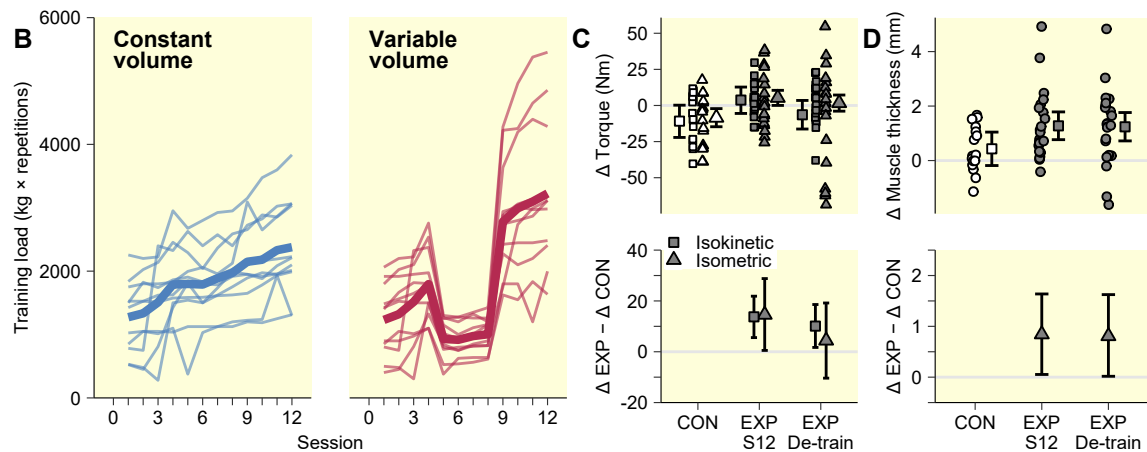 B
Constant
volume
Variable
volume
Training load (kg × repetitions)
6000
4000
2000
0
0 3 6 9 12
0 3 6 9 12
Session
C
Δ Torque (Nm)
50
25
0
-25
-50
Isokinetic
Isometric
Δ EXP − Δ CON
40
20
0
-20
CON
EXP
S12
EXP
De-train
D
Δ Muscle thickness (mm)
4
2
0
Δ EXP − Δ CON
2
1
0
CON
EXP
S12
EXP
De-train